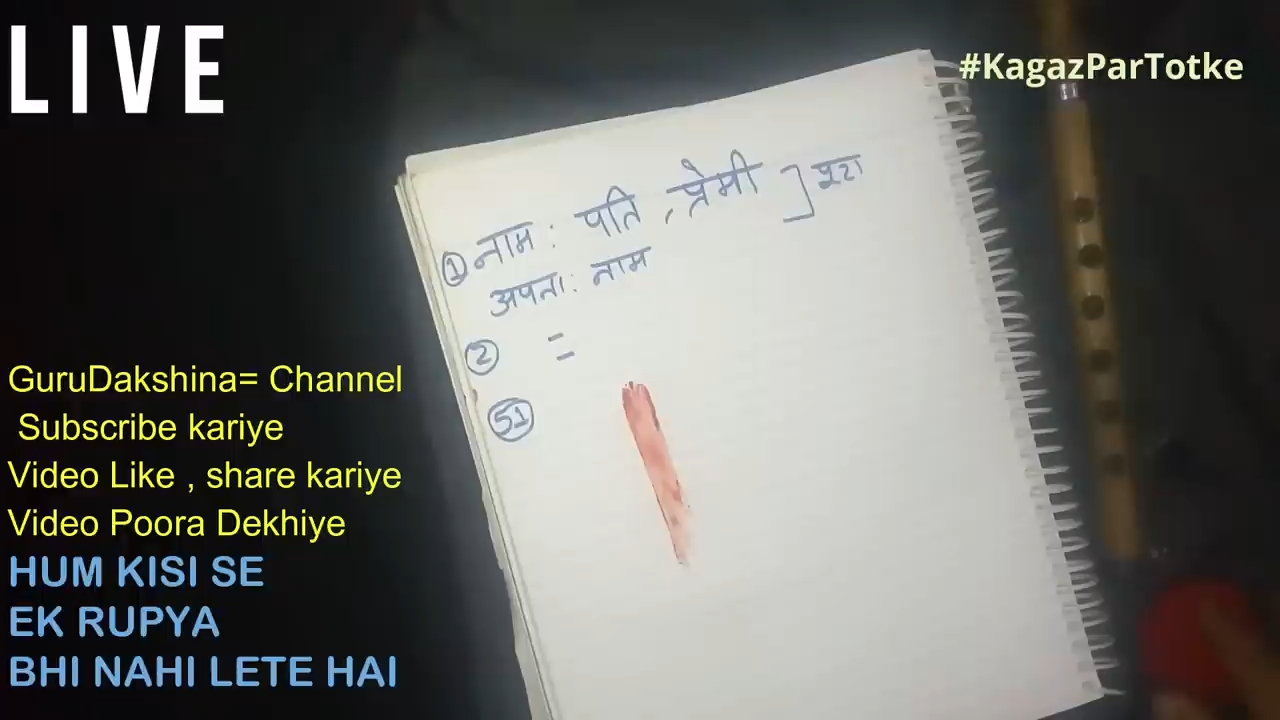 LIVE
#KagazParTotke
① नाम : पति , प्रेमी ] पूरा
अपना : नाम
② =
51
GuruDakshina= Channel
Subscribe kariye
Video Like , share kariye
Video Poora Dekhiye
HUM KISI SE
EK RUPYA
BHI NAHI LETE HAI